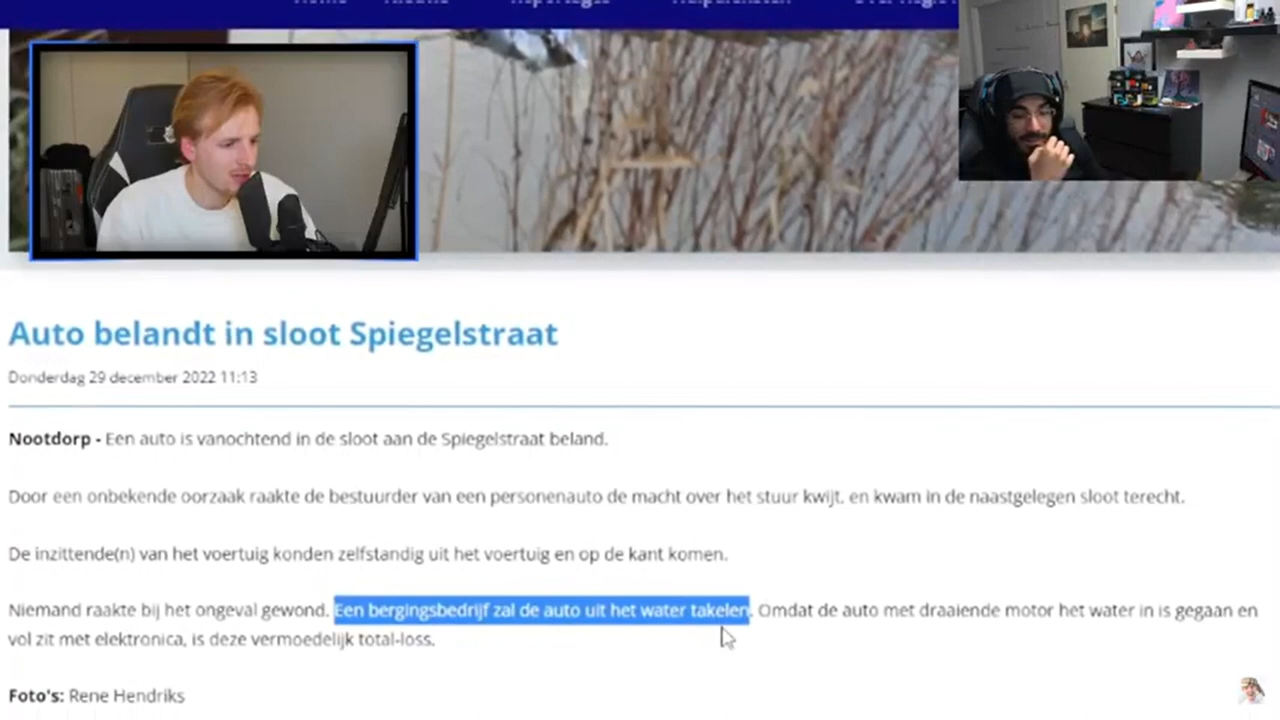 Auto belandt in sloot Spiegelstraat
Donderdag 29 december 2022 11:13
Nootdorp - Een auto is vanochtend in de sloot aan de Spiegelstraat beland.
Door een onbekende oorzaak raakte de bestuurder van een personenauto de macht over het stuur kwijt, en kwam in de naastgelegen sloot terecht.
De inzittende(n) van het voertuig konden zelfstandig uit het voertuig en op de kant komen.
Niemand raakte bij het ongeval gewond. Een bergingsbedrijf zal de auto uit het water takelen. Omdat de auto met draaiende motor het water in is gegaan en
vol zit met elektronica, is deze vermoedelijk total-loss.
Foto's: Rene Hendriks